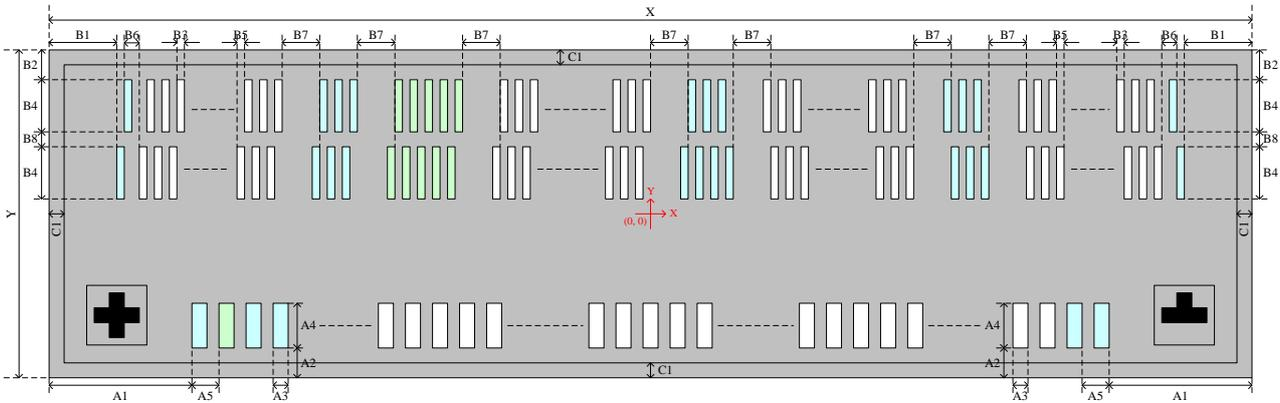 X
B1 B6 B3 B5 B7 B7 B7 B7 B7 B7 B7 B5 B3 B6 B1
B2 C1 B2
B4 B4
B8 B8
B4 B4
Y
Y C1 X C1
(0, 0)
A4 A4
A2 C1 A2
A1 A5 A3 A3 A5 A1